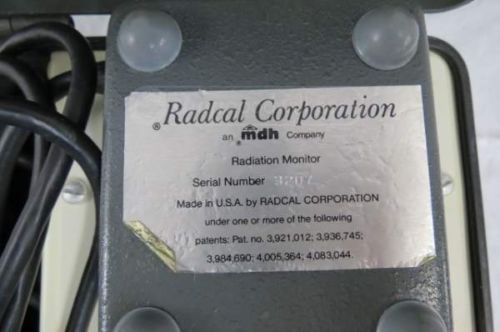 ® Radcal Corporation
an ® mdh Company
Radiation Monitor
Serial Number 9207
Made in U.S.A. by RADCAL CORPORATION
under one or more of the following
patents: Pat. no. 3,921,012; 3,936,745;
3,984,690; 4,005,364; 4,083,044.